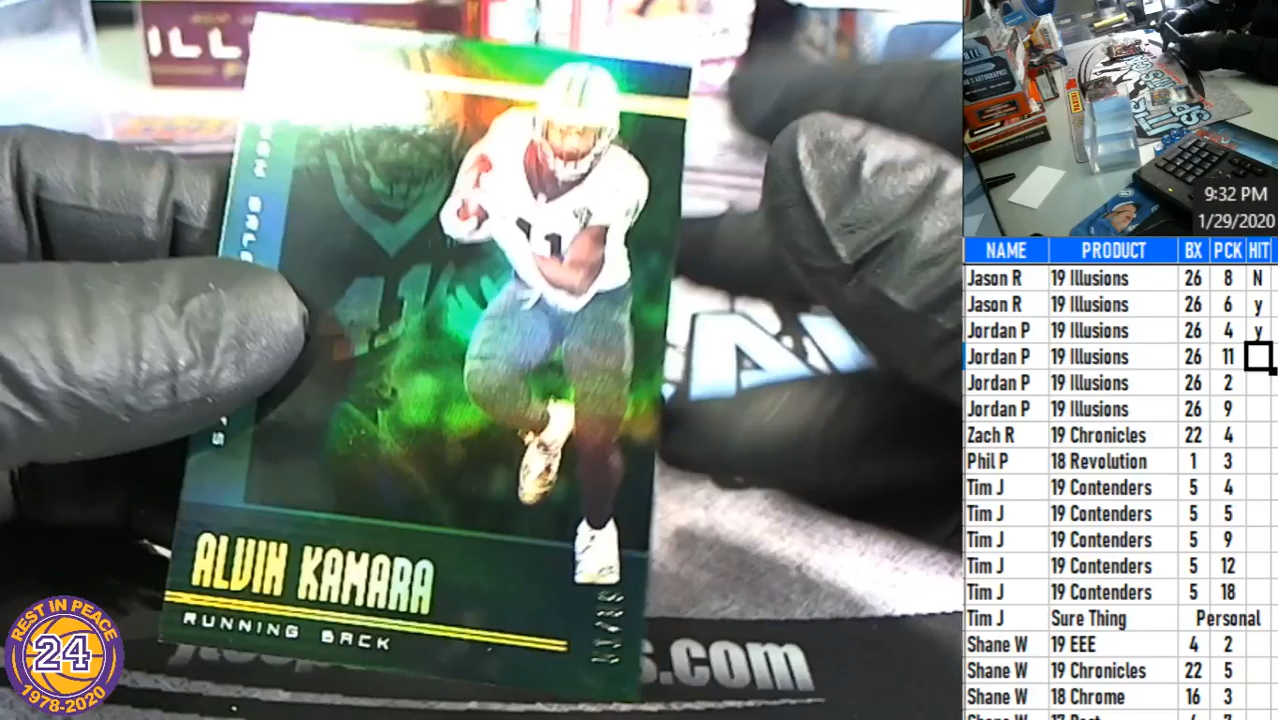 ILL
ALVIN KAMARA
RUNNING BACK
s.com
REST IN PEACE
24
1978-2020
9:32 PM
1/29/2020
NAME PRODUCT BX PCK HIT
Jason R 19 Illusions 26 8 N
Jason R 19 Illusions 26 6 y
Jordan P 19 Illusions 26 4 y
Jordan P 19 Illusions 26 11
Jordan P 19 Illusions 26 2
Jordan P 19 Illusions 26 9
Zach R 19 Chronicles 22 4
Phil P 18 Revolution 1 3
Tim J 19 Contenders 5 4
Tim J 19 Contenders 5 5
Tim J 19 Contenders 5 9
Tim J 19 Contenders 5 12
Tim J 19 Contenders 5 18
Tim J Sure Thing Personal
Shane W 19 EEE 4 2
Shane W 19 Chronicles 22 5
Shane W 18 Chrome 16 3
Shane W